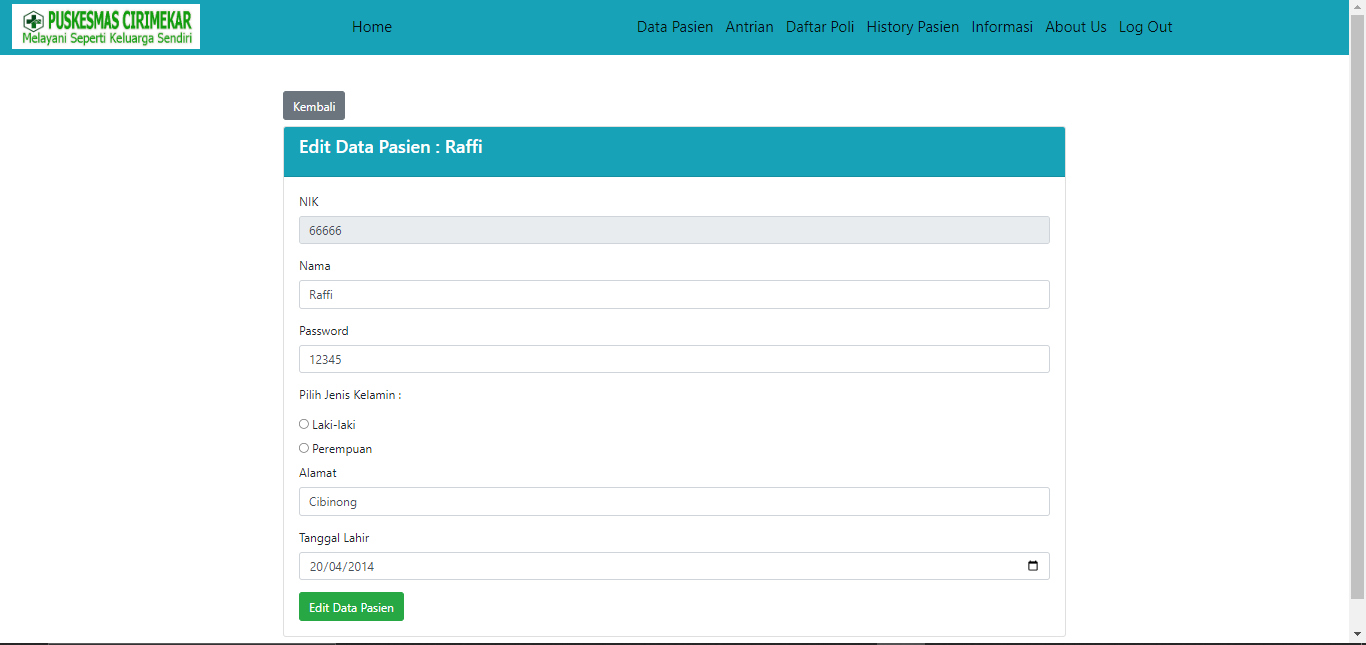 PUSKESMAS CIRIMEKAR
Melayani Seperti Keluarga Sendiri
Home Data Pasien Antrian Daftar Poli History Pasien Informasi About Us Log Out
Kembali
Edit Data Pasien : Raffi
NIK
66666
Nama
Raffi
Password
12345
Pilih Jenis Kelamin :
Laki-laki
Perempuan
Alamat
Cibinong
Tanggal Lahir
20/04/2014
Edit Data Pasien